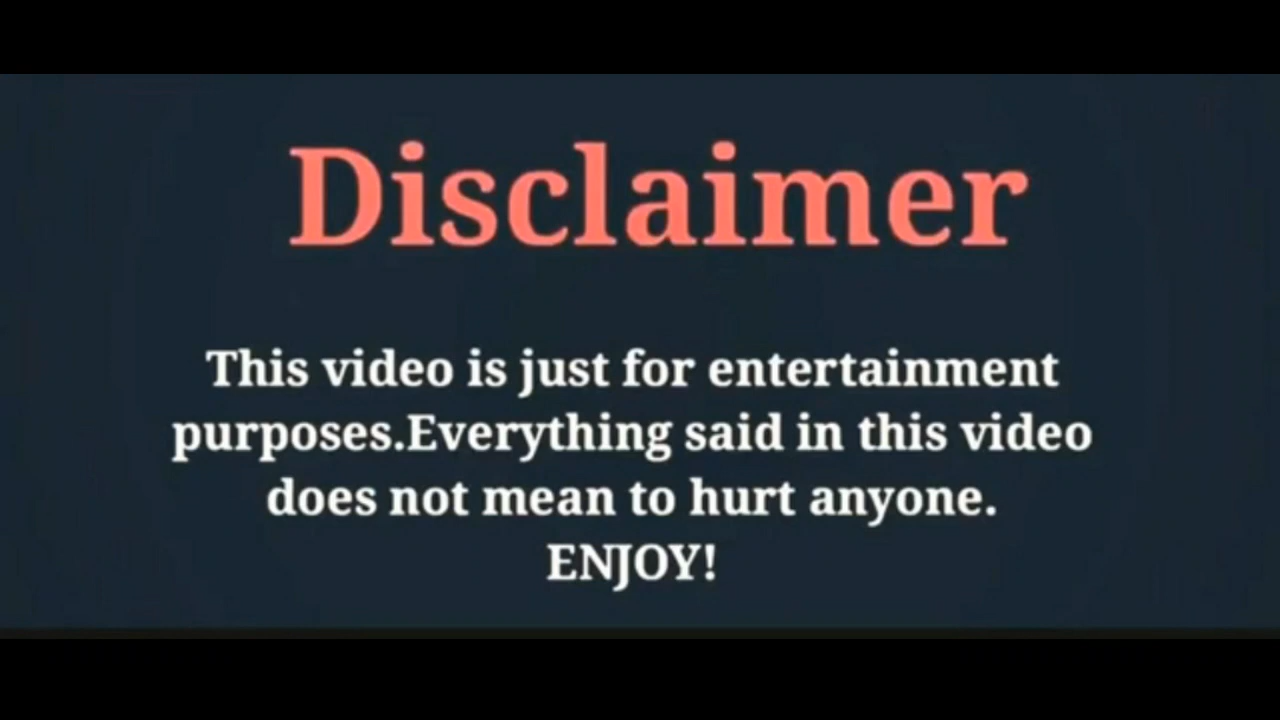 Disclaimer
This video is just for entertainment
purposes.Everything said in this video
does not mean to hurt anyone.
ENJOY!